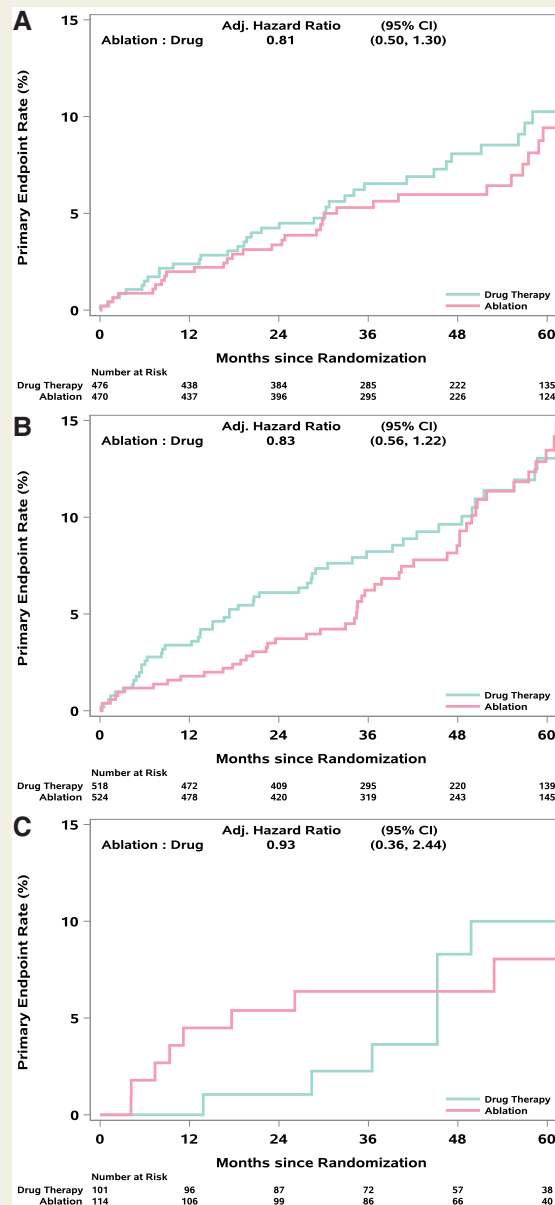 A
Adj. Hazard Ratio (95% CI)
Ablation : Drug 0.81 (0.50, 1.30)
Primary Endpoint Rate (%)
15
10
5
0
Drug Therapy
Ablation
0 12 24 36 48 60
Months since Randomization
Number at Risk
Drug Therapy 476 438 384 285 222 135
Ablation 470 437 396 295 226 124
B
Adj. Hazard Ratio (95% CI)
Ablation : Drug 0.83 (0.56, 1.22)
Primary Endpoint Rate (%)
15
10
5
0
Drug Therapy
Ablation
0 12 24 36 48 60
Months since Randomization
Number at Risk
Drug Therapy 518 472 409 295 220 139
Ablation 524 478 420 319 243 145
C
Adj. Hazard Ratio (95% CI)
Ablation : Drug 0.93 (0.36, 2.44)
Primary Endpoint Rate (%)
15
10
5
0
Drug Therapy
Ablation
0 12 24 36 48 60
Months since Randomization
Number at Risk
Drug Therapy 101 96 87 72 57 38
Ablation 114 106 99 86 66 40